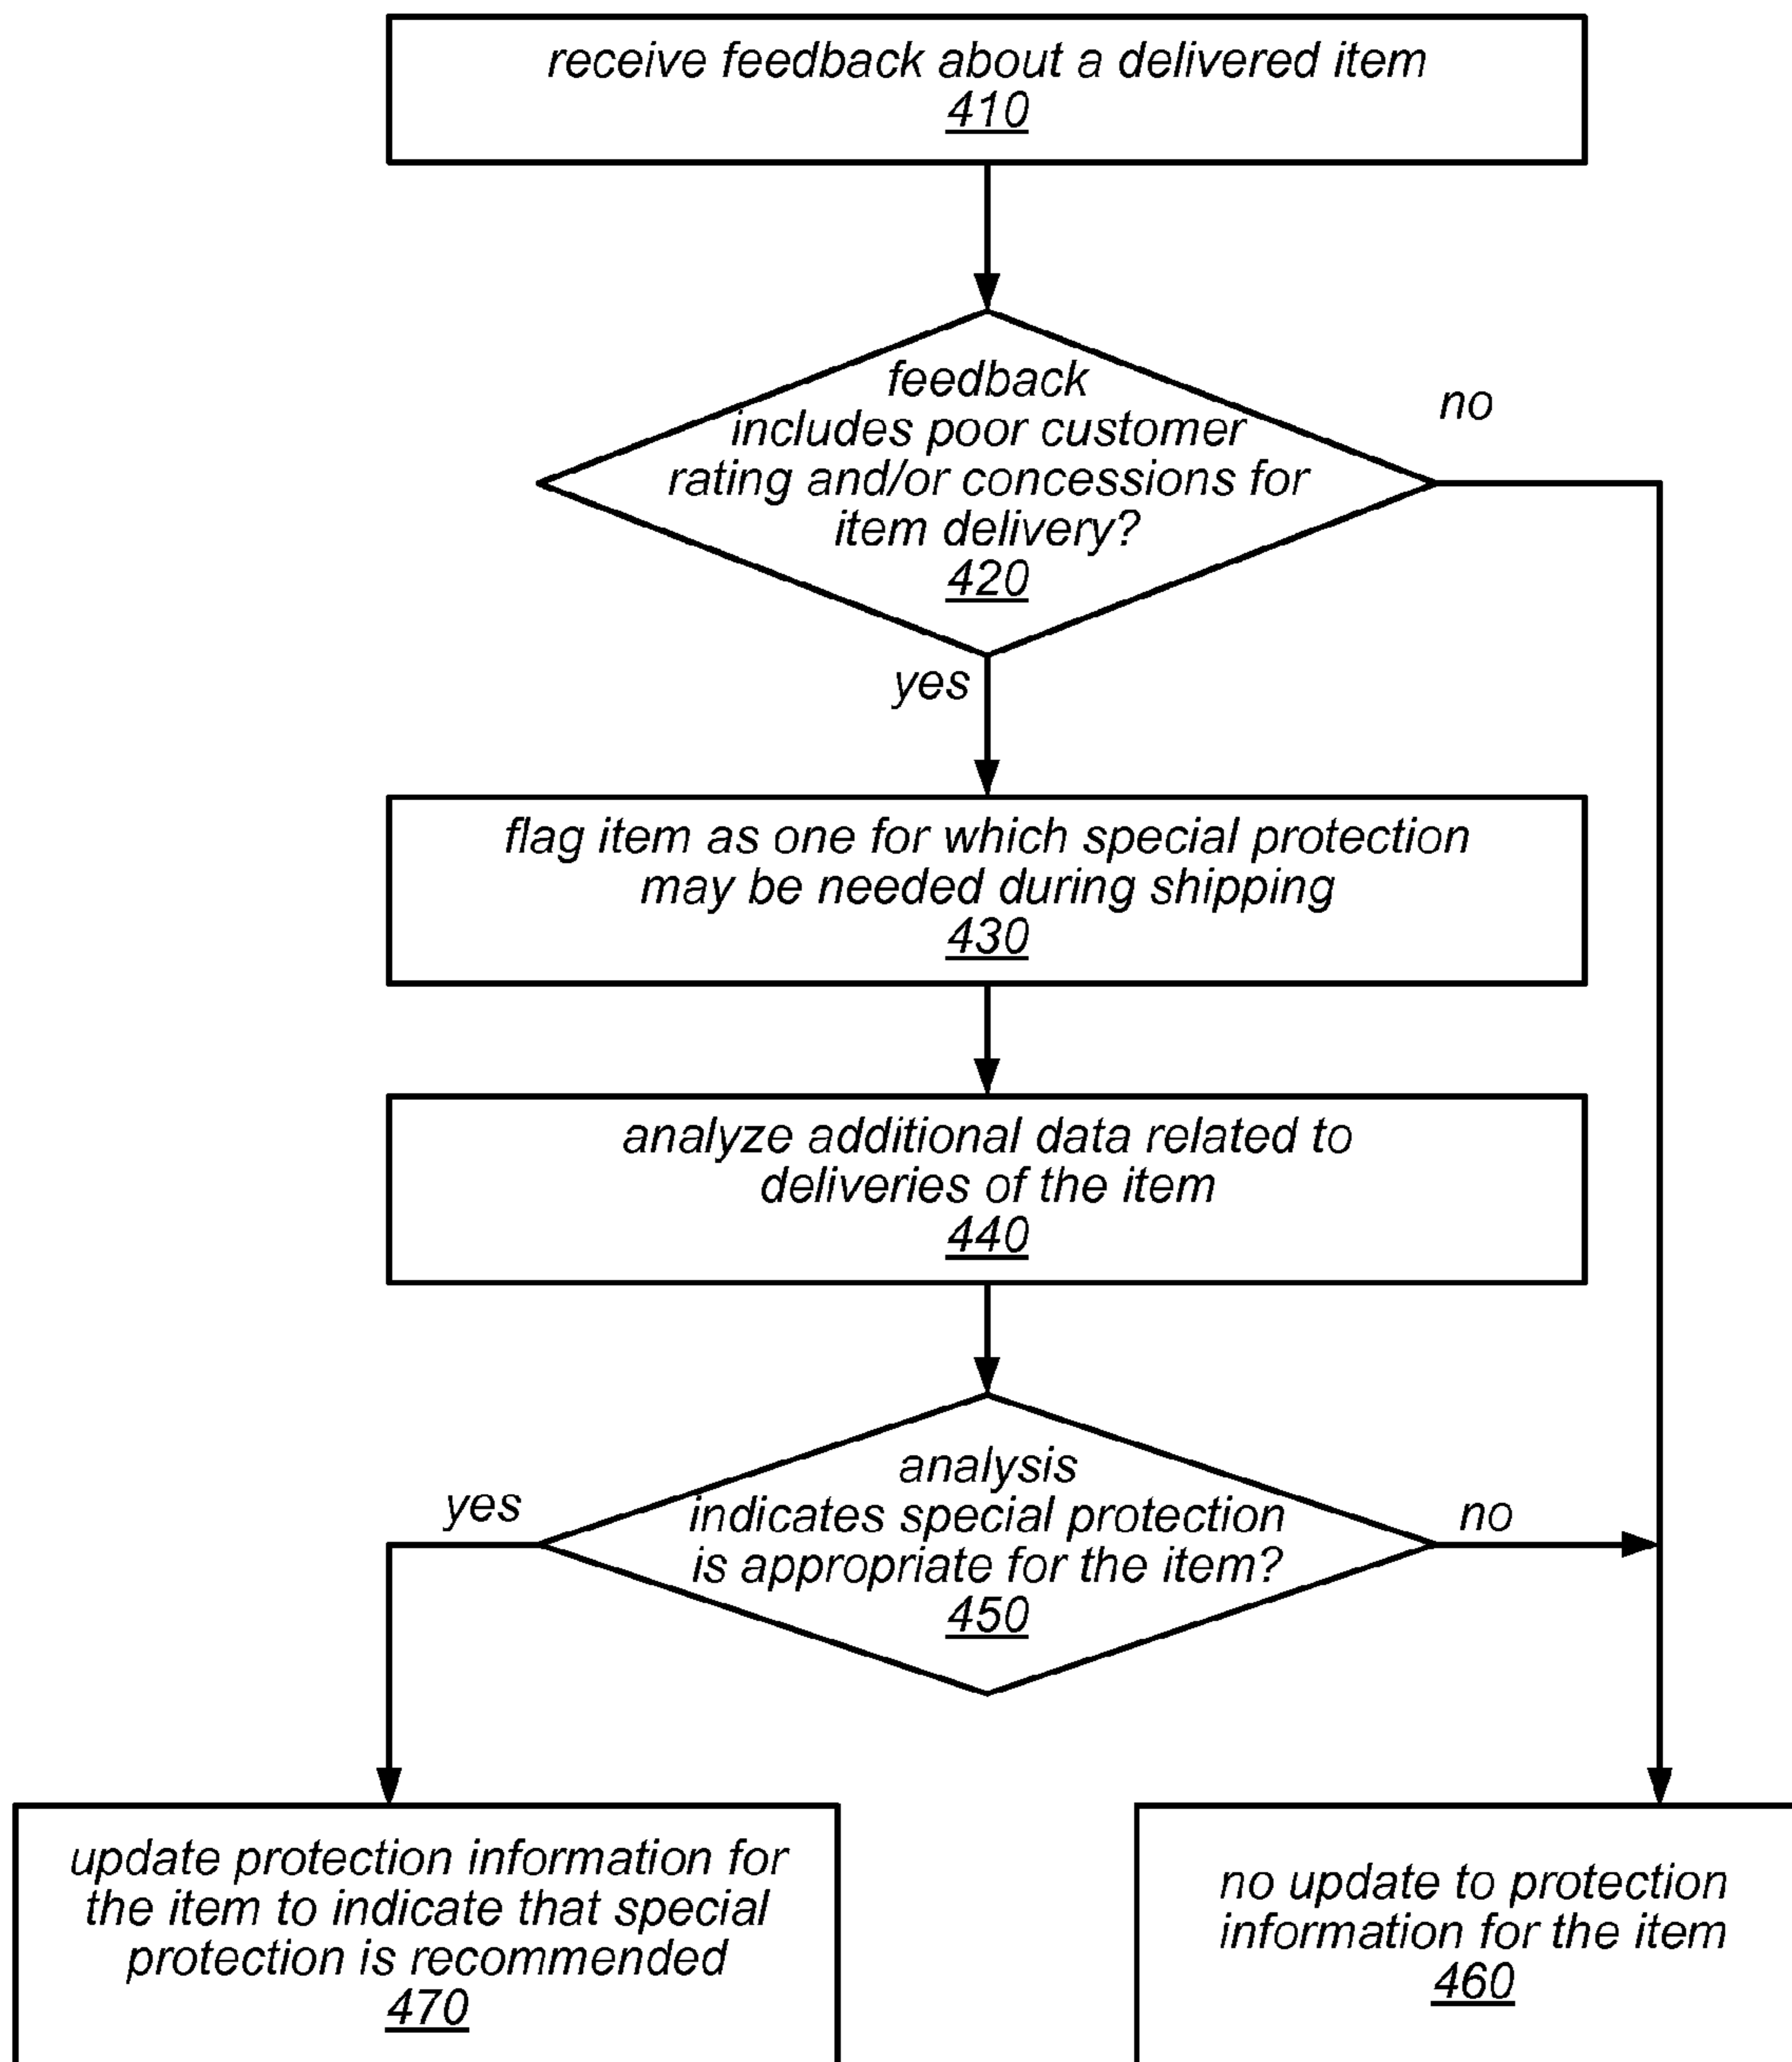 receive feedback about a delivered item
410
feedback
includes poor customer
rating and/or concessions for
item delivery?
420
no
yes
flag item as one for which special protection
may be needed during shipping
430
analyze additional data related to
deliveries of the item
440
analysis
indicates special protection
is appropriate for the item?
450
yes
no
update protection information for
the item to indicate that special
protection is recommended
470
no update to protection
information for the item
460